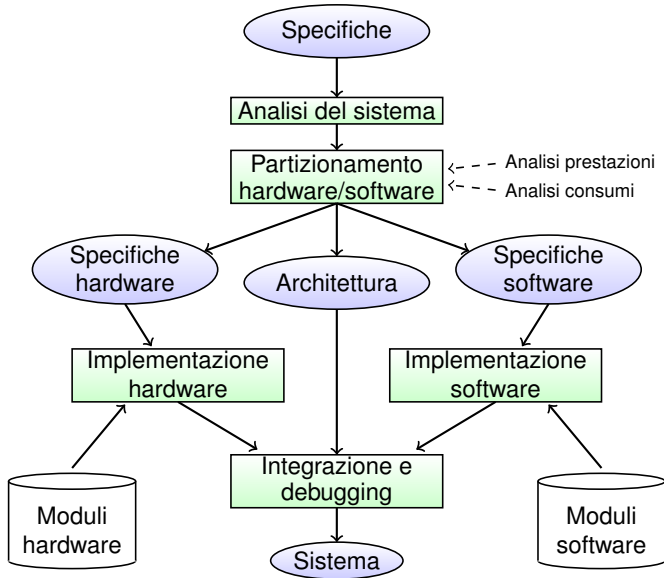 Specifiche
Analisi del sistema
Partizionamento
hardware/software
Analisi prestazioni
Analisi consumi
Specifiche
hardware
Architettura
Specifiche
software
Implementazione
hardware
Implementazione
software
Integrazione e
debugging
Moduli
hardware
Moduli
software
Sistema